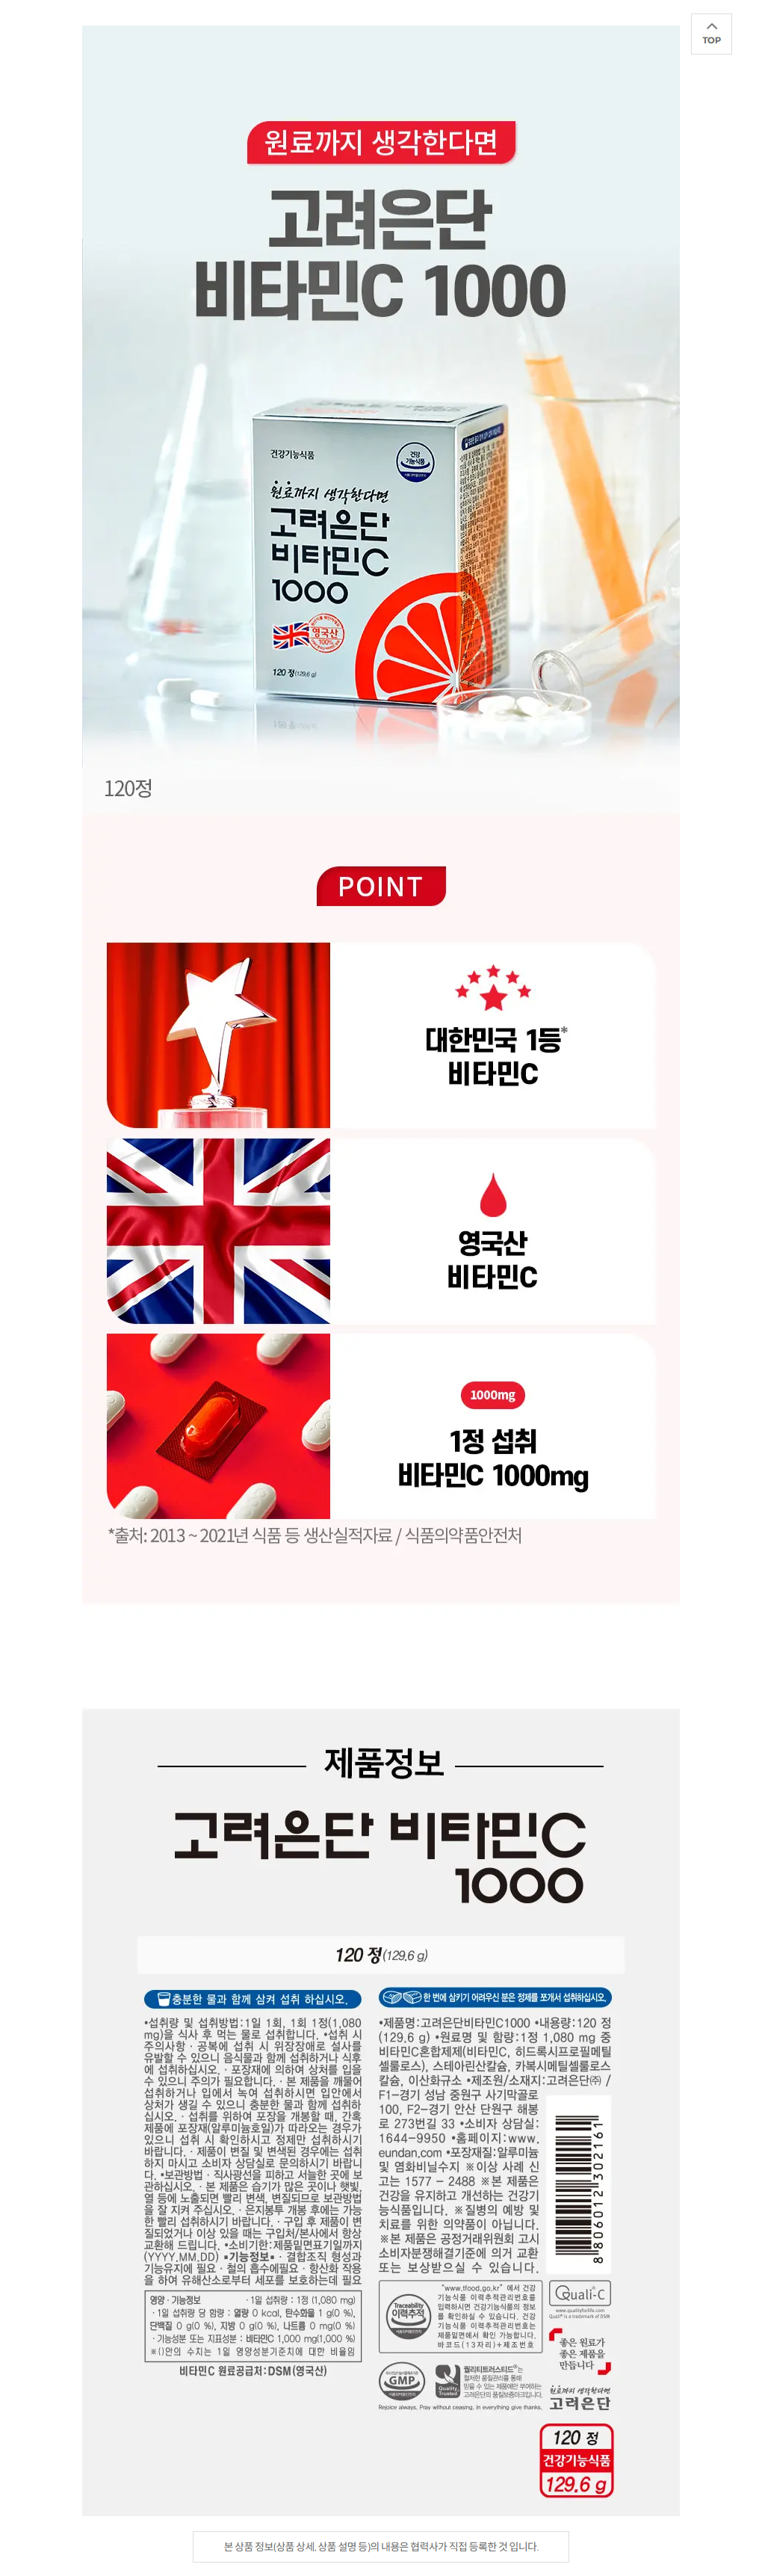 TOP
원료까지 생각한다면
고려은단
비타민C 1000
건강기능식품
건강
기능식품
원료까지 생각한다면
고려은단
비타민C
1000
영국산
100%
120 정(129.6 g)
120정
POINT
대한민국 1등*
비타민C
영국산
비타민C
1000mg
1정 섭취
비타민C 1000mg
*출처: 2013 ~ 2021년 식품 등 생산실적자료 / 식품의약품안전처
제품정보
고려은단 비타민C
1000
120 정(129.6 g)
충분한 물과 함께 삼켜 섭취 하십시오.
•섭취량 및 섭취방법:1일 1회, 1회 1정(1,080
mg)을 식사 후 먹는 물로 섭취합니다. •섭취 시
주의사항 · 공복에 섭취 시 위장장애로 설사를
유발할 수 있으니 음식물과 함께 섭취하거나 식후
에 섭취하십시오. · 포장재에 의하여 상처를 입을
수 있으니 주의가 필요합니다. · 본 제품을 깨물어
섭취하거나 입에서 녹여 섭취하시면 입안에서
상처가 생길 수 있으니 충분한 물과 함께 섭취하
십시오. · 섭취를 위하여 포장을 개봉할 때, 간혹
제품에 포장재(알루미늄호일)가 따라오는 경우가
있으니 섭취 시 확인하시고 정제만 섭취하시기
바랍니다. · 제품이 변질 및 변색된 경우에는 섭취
하지 마시고 소비자 상담실로 문의하시기 바랍니
다. •보관방법 · 직사광선을 피하고 서늘한 곳에 보
관하십시오. · 본 제품은 습기가 많은 곳이나 햇빛,
열 등에 노출되면 빨리 변색, 변질되므로 보관방법
을 잘 지켜 주십시오. · 은지봉투 개봉 후에는 가능
한 빨리 섭취하시기 바랍니다. · 구입 후 제품이 변
질되었거나 이상 있을 때는 구입처/본사에서 항상
교환해 드립니다. •소비기한:제품밑면표기일까지
(YYYY.MM.DD) •기능정보• · 결합조직 형성과
기능유지에 필요 · 철의 흡수에필요 · 항산화 작용
을 하여 유해산소로부터 세포를 보호하는데 필요
영양 · 기능정보 · 1일 섭취량 : 1정 (1,080 mg)
· 1일 섭취량 당 함량 : 열량 0 kcal, 탄수화물 1 g(0 %),
단백질 0 g(0 %), 지방 0 g(0 %), 나트륨 0 mg(0 %)
· 기능성분 또는 지표성분 : 비타민C 1,000 mg(1,000 %)
※()안의 수치는 1일 영양성분기준치에 대한 비율임
비타민C 원료공급처:DSM(영국산)
한 번에 삼키기 어려우신 분은 정제를 쪼개서 섭취하십시오.
•제품명:고려은단비타민C1000 •내용량:120 정
(129.6 g) •원료명 및 함량:1정 1,080 mg 중
비타민C혼합제제(비타민C, 히드록시프로필메틸
셀룰로스), 스테아린산칼슘, 카복시메틸셀룰로스
칼슘, 이산화규소 •제조원/소재지:고려은단㈜ /
F1-경기 성남 중원구 사기막골로
100, F2-경기 안산 단원구 해봉
로 273번길 33 •소비자 상담실:
1644-9950 •홈페이지:www.
eundan.com •포장재질:알루미늄
및 염화비닐수지 ※이상 사례 신
고는 1577 - 2488 ※본 제품은
건강을 유지하고 개선하는 건강기
능식품입니다. ※질병의 예방 및
치료를 위한 의약품이 아닙니다.
※본 제품은 공정거래위원회 고시
소비자분쟁해결기준에 의거 교환
또는 보상받으실 수 있습니다.
8 806012 302161
Traceability
이력추적
"www.tfood.go.kr" 에서 건강
기능식품 이력추적관리번호를
입력하시면 건강기능식품의 정보
를 확인하실 수 있습니다. 건강
기능식품 이력추적관리번호는
제품밑면에서 확인 가능합니다.
바코드(13자리)+제조번호
Quali-C
www.qualityforlife.com
Quali® is a trademark of DSM
좋은 원료가
좋은 제품을
만듭니다
GMP
Quality
Trusted
퀄리티트러스티드®는
철저한 품질관리를 통해
믿을 수 있는 제품에만 부여하는
고려은단의 품질보증마크입니다.
원료까지 생각한다면
고려은단
Rejoice always, Pray without ceasing, In everything give thanks.
120 정
건강기능식품
129.6 g
본 상품 정보(상품 상세, 상품 설명 등)의 내용은 협력사가 직접 등록한 것 입니다.